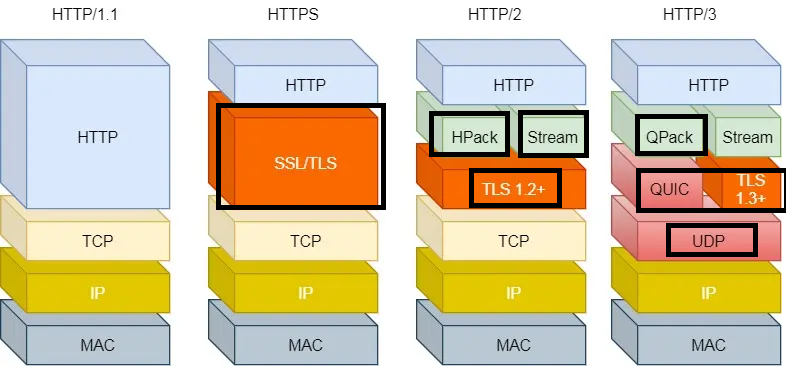 HTTP/1.1
HTTPS
HTTP/2
HTTP/3
HTTP
HTTP
HTTP
HTTP
SSL/TLS
HPack
Stream
QPack
Stream
TLS 1.2+
QUIC
TLS
1.3+
TCP
TCP
TCP
UDP
IP
IP
IP
IP
MAC
MAC
MAC
MAC